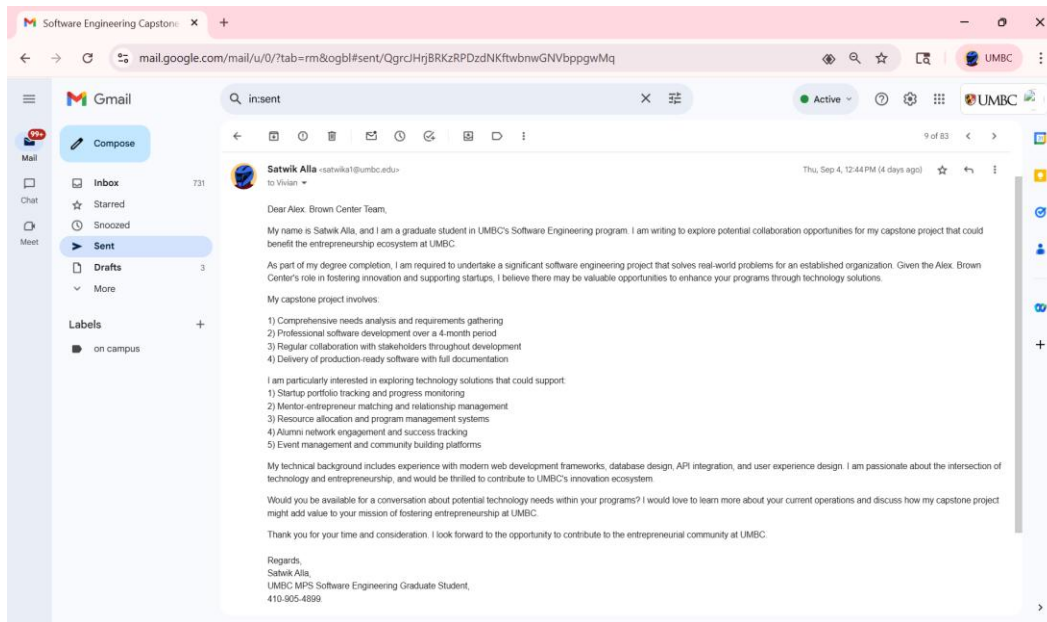 Software Engineering Capstone
mail.google.com/mail/u/0/?tab=rm&ogbl#sent/QgrcJHrjBRKzRPDzdNKftwbnwGNVbppgwMq
UMBC
Gmail
in:sent
Active
UMBC
99+
Mail
Chat
Meet
Compose
Inbox 731
Starred
Snoozed
Sent
Drafts 3
More
Labels
on campus
9 of 83
Satwik Alla <satwika1@umbc.edu>
Thu, Sep 4, 12:44 PM (4 days ago)
to Vivian
Dear Alex. Brown Center Team,
My name is Satwik Alla, and I am a graduate student in UMBC's Software Engineering program. I am writing to explore potential collaboration opportunities for my capstone project that could
benefit the entrepreneurship ecosystem at UMBC.
As part of my degree completion, I am required to undertake a significant software engineering project that solves real-world problems for an established organization. Given the Alex. Brown
Center's role in fostering innovation and supporting startups, I believe there may be valuable opportunities to enhance your programs through technology solutions.
My capstone project involves:
1) Comprehensive needs analysis and requirements gathering
2) Professional software development over a 4-month period
3) Regular collaboration with stakeholders throughout development
4) Delivery of production-ready software with full documentation
I am particularly interested in exploring technology solutions that could support:
1) Startup portfolio tracking and progress monitoring
2) Mentor-entrepreneur matching and relationship management
3) Resource allocation and program management systems
4) Alumni network engagement and success tracking
5) Event management and community building platforms
My technical background includes experience with modern web development frameworks, database design, API integration, and user experience design. I am passionate about the intersection of
technology and entrepreneurship, and would be thrilled to contribute to UMBC's innovation ecosystem.
Would you be available for a conversation about potential technology needs within your programs? I would love to learn more about your current operations and discuss how my capstone project
might add value to your mission of fostering entrepreneurship at UMBC.
Thank you for your time and consideration. I look forward to the opportunity to contribute to the entrepreneurial community at UMBC.
Regards,
Satwik Alla,
UMBC MPS Software Engineering Graduate Student,
410-905-4899.